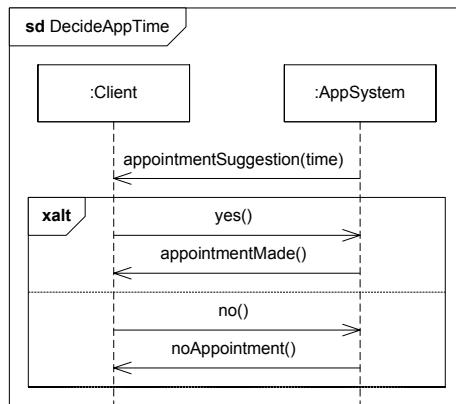 sd DecideAppTime
:Client
:AppSystem
appointmentSuggestion(time)
xalt
yes()
appointmentMade()
no()
noAppointment()